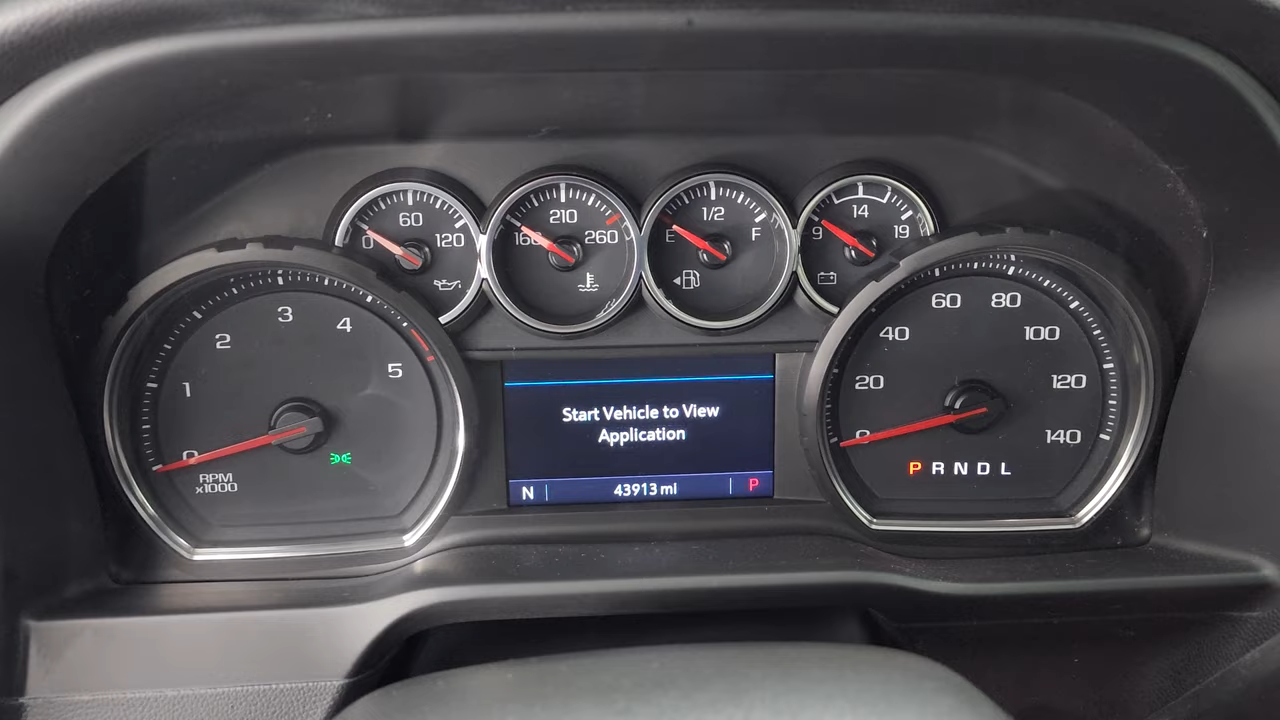 60
0 120
210
160 260
1/2
E F
14
9 19
3
2 4
1 5
0
RPM
x1000
Start Vehicle to View
Application
N 43913 mi P
60 80
40 100
20 120
0 140
P R N D L